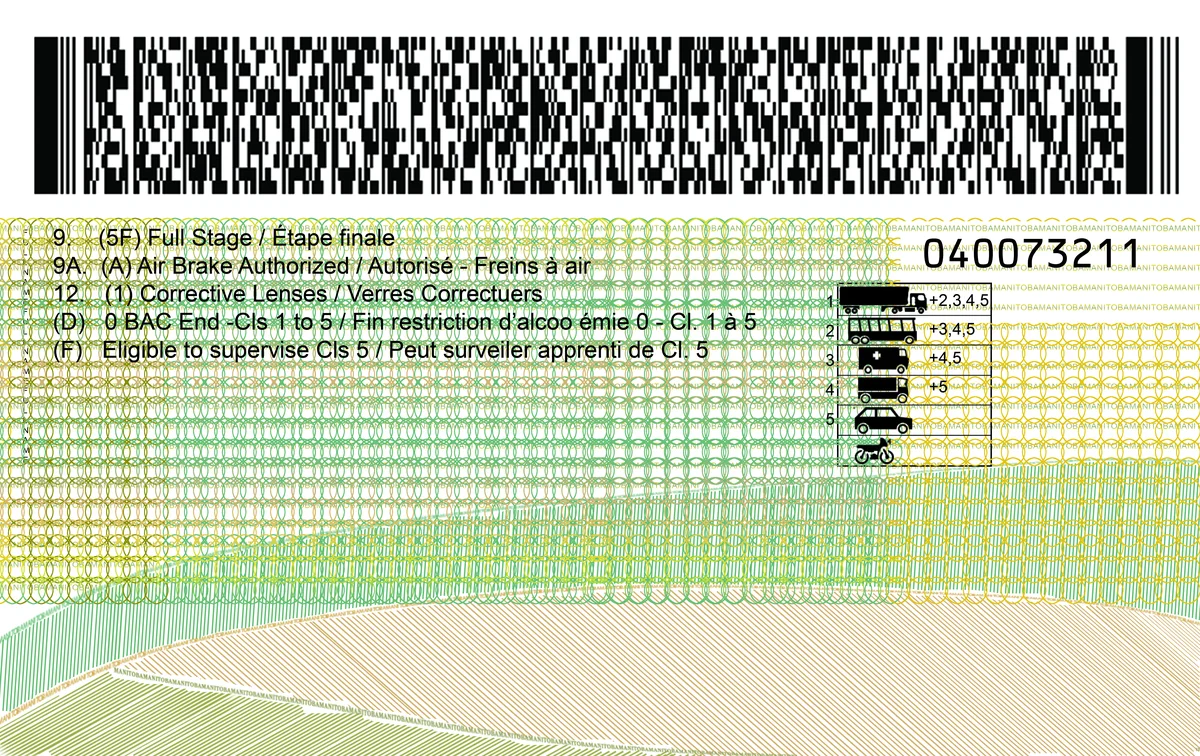 9. (5F) Full Stage / Étape finale
9A. (A) Air Brake Authorized / Autorisé - Freins à air
12. (1) Corrective Lenses / Verres Correctuers
(D) 0 BAC End -Cls 1 to 5 / Fin restriction d'alcoo émie 0 - Cl. 1 à 5
(F) Eligible to supervise Cls 5 / Peut surveiler apprenti de Cl. 5
040073211
1 +2,3,4,5
2 +3,4,5
3 +4,5
4 +5
5
MANITOBAMANITOBAMANITOBAMANITOBA